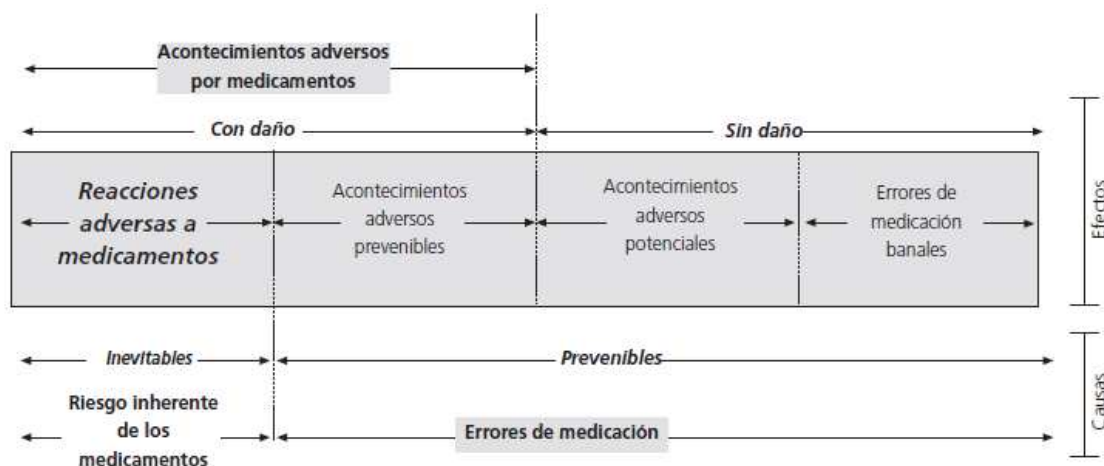 Acontecimientos adversos
por medicamentos
Con daño
Sin daño
Reacciones
adversas a
medicamentos
Acontecimientos
adversos
prevenibles
Acontecimientos
adversos
potenciales
Errores de
medicación
banales
Efectos
Inevitables
Prevenibles
Riesgo inherente
de los
medicamentos
Errores de medicación
Causas